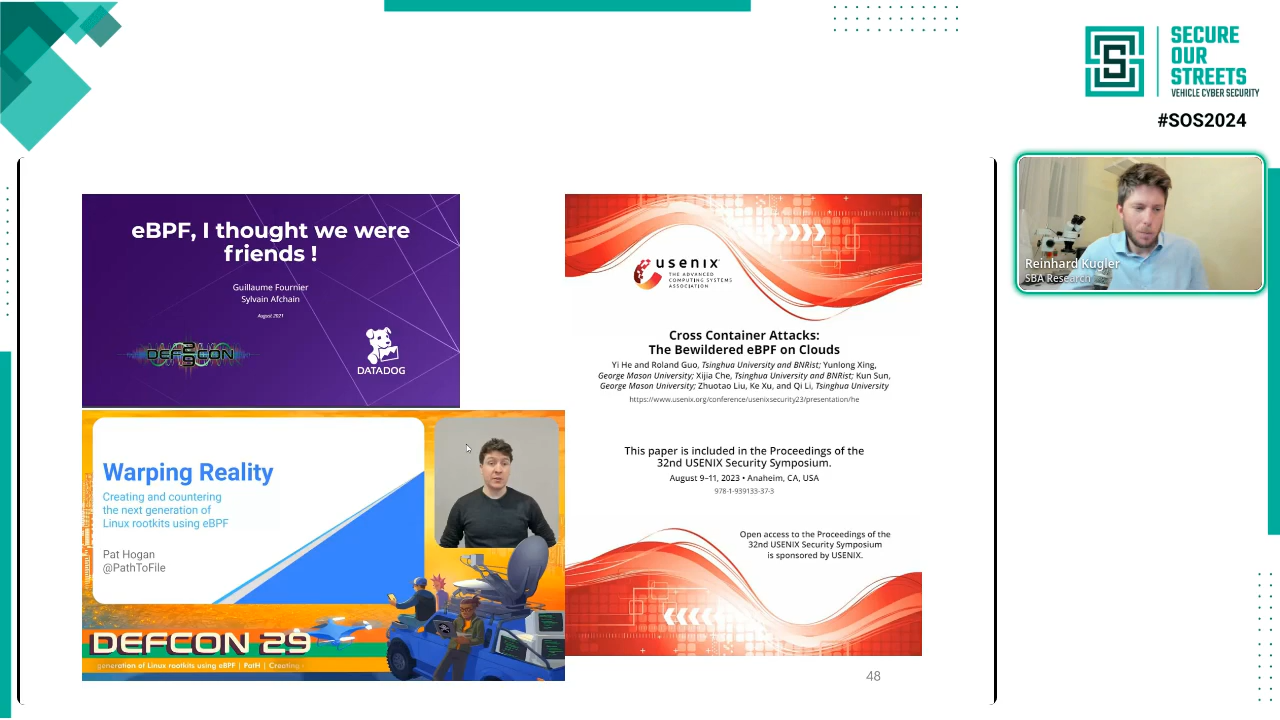 SECURE
OUR
STREETS
VEHICLE CYBER SECURITY
#SOS2024
Reinhard Kugler
SBA Research
eBPF, I thought we were
friends !
Guillaume Fournier
Sylvain Afchain
August 2021
DEF CON
29
DATADOG
usenix
THE ADVANCED
COMPUTING SYSTEMS
ASSOCIATION
Cross Container Attacks:
The Bewildered eBPF on Clouds
Yi He and Roland Guo, Tsinghua University and BNRist; Yunlong Xing,
George Mason University; Xijia Che, Tsinghua University and BNRist; Kun Sun,
George Mason University; Zhuotao Liu, Ke Xu, and Qi Li, Tsinghua University
https://www.usenix.org/conference/usenixsecurity23/presentation/he
This paper is included in the Proceedings of the
32nd USENIX Security Symposium.
August 9–11, 2023 • Anaheim, CA, USA
978-1-939133-37-3
Open access to the Proceedings of the
32nd USENIX Security Symposium
is sponsored by USENIX.
Warping Reality
Creating and countering
the next generation of
Linux rootkits using eBPF
Pat Hogan
@PathToFile
DEFCON 29
generation of Linux rootkits using eBPF | PatH | Creating
48